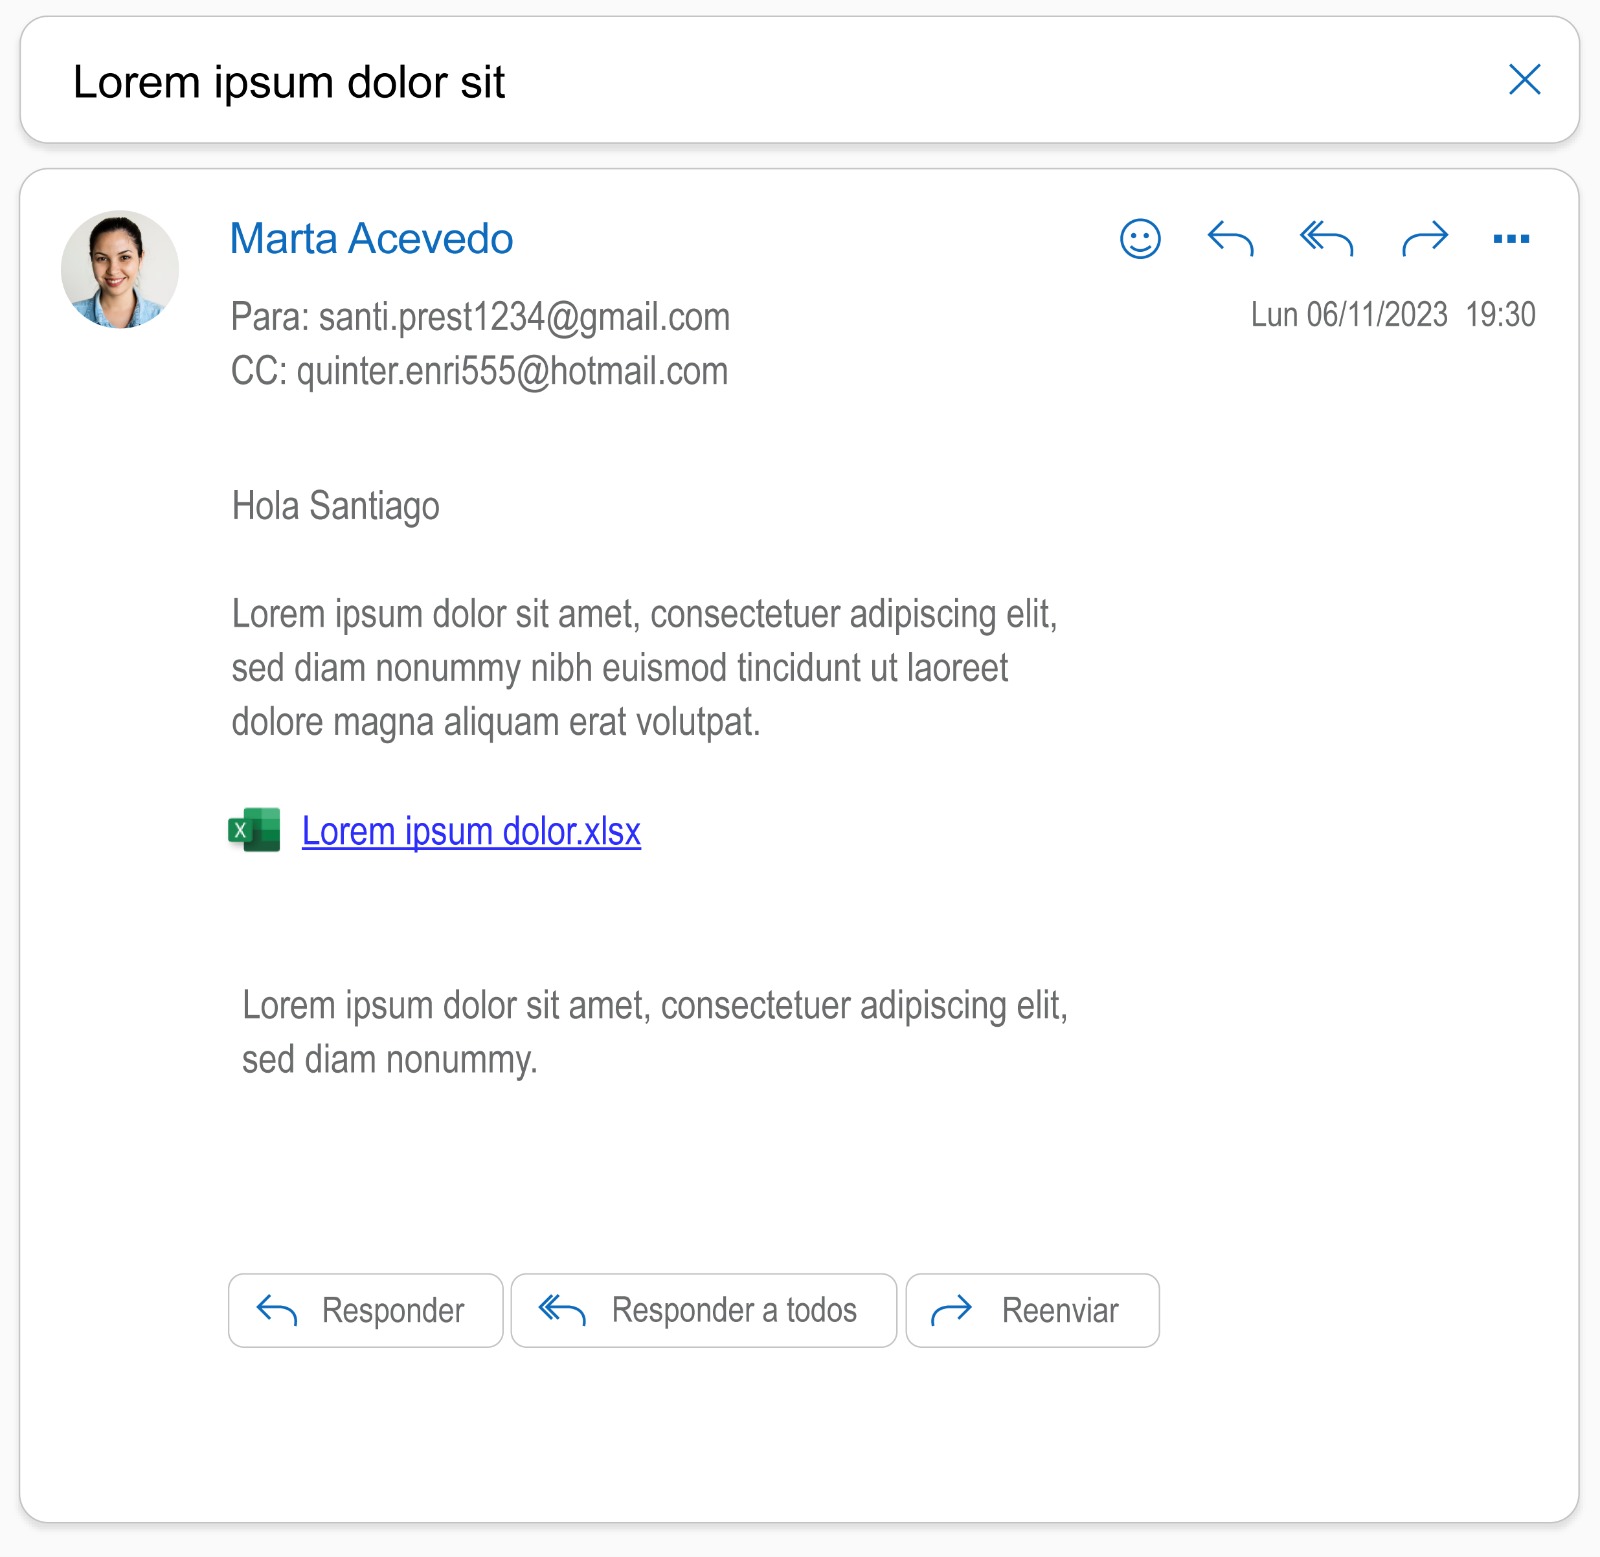 Lorem ipsum dolor sit
Marta Acevedo
Para: santi.prest1234@gmail.com
Lun 06/11/2023 19:30
CC: quinter.enri555@hotmail.com
Hola Santiago
Lorem ipsum dolor sit amet, consectetuer adipiscing elit,
sed diam nonummy nibh euismod tincidunt ut laoreet
dolore magna aliquam erat volutpat.
X Lorem ipsum dolor.xlsx
Lorem ipsum dolor sit amet, consectetuer adipiscing elit,
sed diam nonummy.
Responder Responder a todos Reenviar